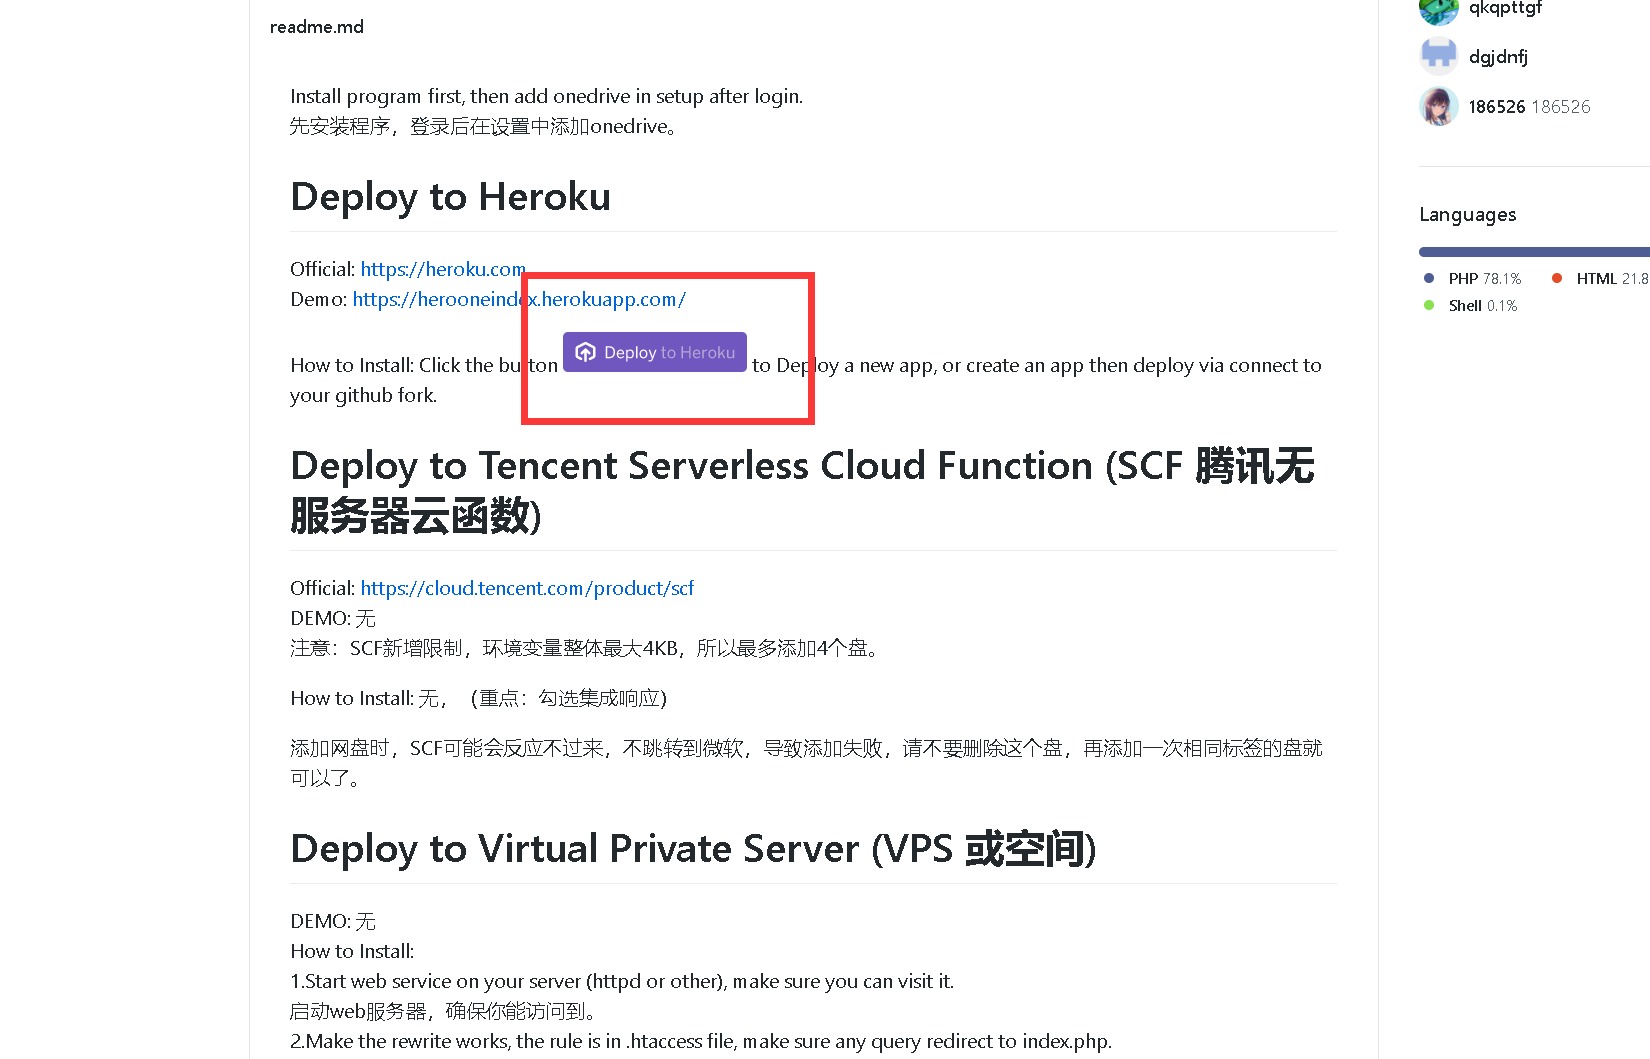 readme.md
Install program first, then add onedrive in setup after login.
先安装程序，登录后在设置中添加onedrive。
Deploy to Heroku
Official: https://heroku.com
Demo: https://herooneindex.herokuapp.com/
How to Install: Click the button Deploy to Heroku to Deploy a new app, or create an app then deploy via connect to
your github fork.
Deploy to Tencent Serverless Cloud Function (SCF 腾讯无
服务器云函数)
Official: https://cloud.tencent.com/product/scf
DEMO: 无
注意：SCF新增限制，环境变量整体最大4KB，所以最多添加4个盘。
How to Install: 无，（重点：勾选集成响应）
添加网盘时，SCF可能会反应不过来，不跳转到微软，导致添加失败，请不要删除这个盘，再添加一次相同标签的盘就
可以了。
Deploy to Virtual Private Server (VPS 或空间)
DEMO: 无
How to Install:
1.Start web service on your server (httpd or other), make sure you can visit it.
启动web服务器，确保你能访问到。
2.Make the rewrite works, the rule is in .htaccess file, make sure any query redirect to index.php.
qkqpttgf
dgjdnfj
186526 186526
Languages
PHP 78.1% HTML 21.8
Shell 0.1%